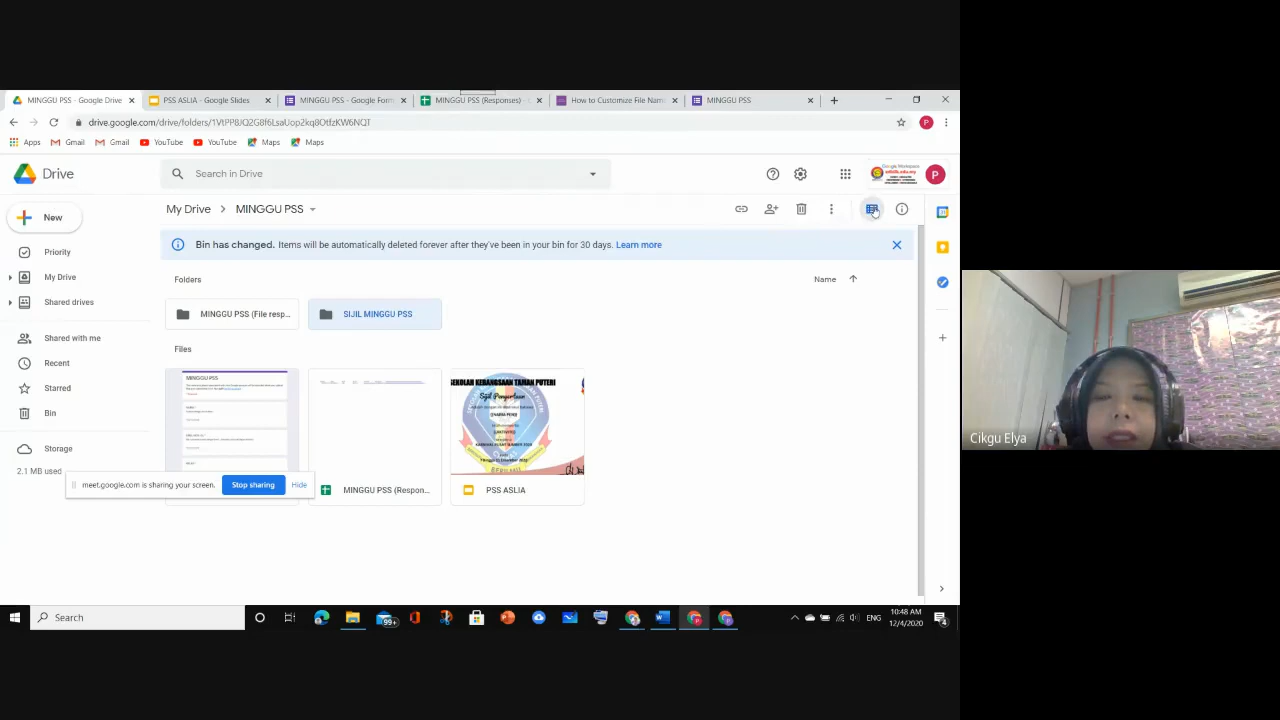 MINGGU PSS - Google Drive
PSS ASLIA - Google Slides
MINGGU PSS - Google Form
MINGGU PSS (Responses) -
How to Customize File Nam
MINGGU PSS
drive.google.com/drive/folders/1VtPP8JQ2G8f6LsaUop2kq8OtfzKW6NQT
Apps
Gmail
Gmail
YouTube
YouTube
Maps
Maps
Drive
Search in Drive
Google Workspace
P
P
New
My Drive
MINGGU PSS
Priority
My Drive
Shared drives
Shared with me
Recent
Starred
Bin
Storage
2.1 MB used
Bin has changed. Items will be automatically deleted forever after they've been in your bin for 30 days. Learn more
Folders
Name
MINGGU PSS (File resp...
SIJIL MINGGU PSS
Files
MINGGU PSS
SEKOLAH KEBANGSAAN TAMAN PUTERI
Sijil Penyertaan
MINGGU PSS (Respon...
PSS ASLIA
meet.google.com is sharing your screen.
Stop sharing
Hide
Cikgu Elya
Search
99+
ENG
10:48 AM
12/4/2020
4